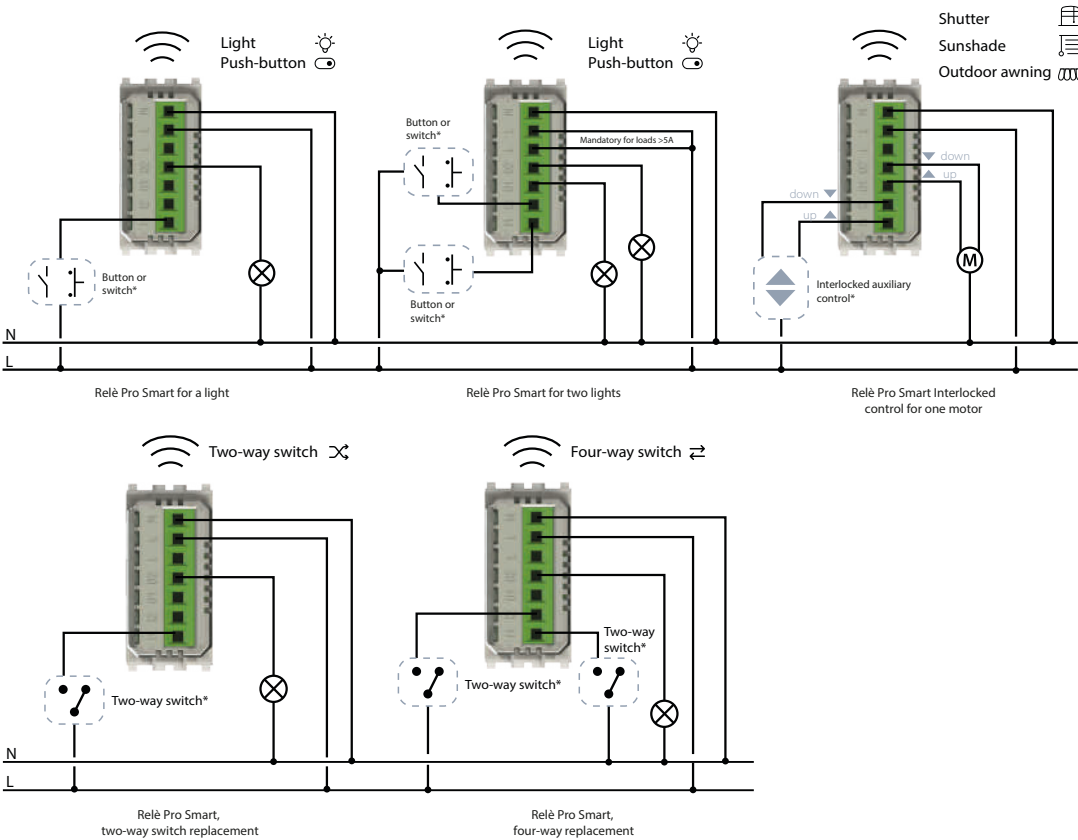 Light
Push-button
Button or
switch*
N
L
Relè Pro Smart for a light
Light
Push-button
Button or
switch*
Mandatory for loads >5A
Button or
switch*
Relè Pro Smart for two lights
Shutter
Sunshade
Outdoor awning
down
up
down
up
M
Interlocked auxiliary
control*
Relè Pro Smart Interlocked
control for one motor
Two-way switch
Two-way switch*
N
L
Relè Pro Smart,
two-way switch replacement
Four-way switch
Two-way
switch*
Two-way switch*
Relè Pro Smart,
four-way replacement